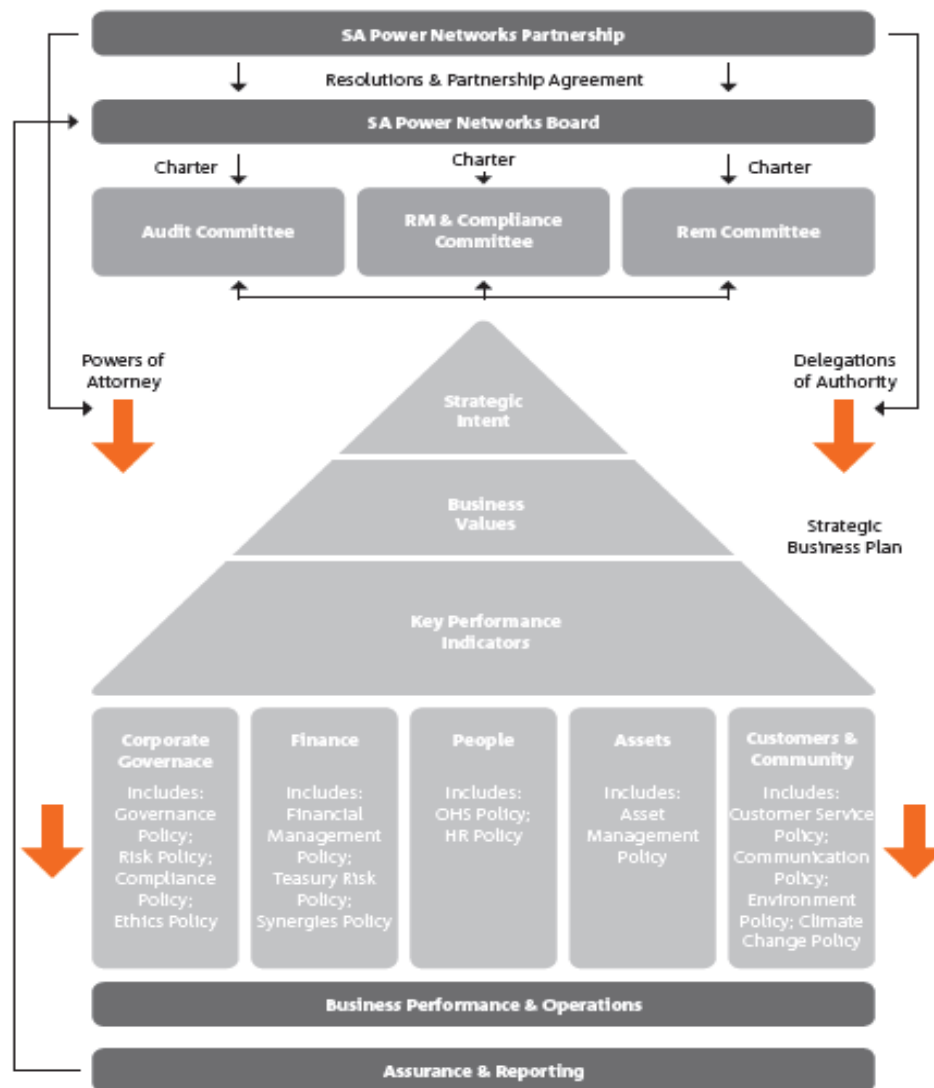 SA Power Networks Partnership
Resolutions & Partnership Agreement
SA Power Networks Board
Charter
Charter
Charter
Audit Committee
RM & Compliance
Committee
Rem Committee
Powers of
Attorney
Delegations
of Authority
Strategic
Intent
Business
Values
Strategic
Business Plan
Key Performance
Indicators
Corporate
Governace
Includes:
Governance
Policy;
Risk Policy;
Compliance
Policy;
Ethics Policy
Finance
Includes:
Financial
Management
Policy;
Teasury Risk
Policy;
Synergies Policy
People
Includes:
OHS Policy;
HR Policy
Assets
Includes:
Asset
Management
Policy
Customers &
Community
Includes:
Customer Service
Policy;
Communication
Policy;
Environment
Policy; Climate
Change Policy
Business Performance & Operations
Assurance & Reporting